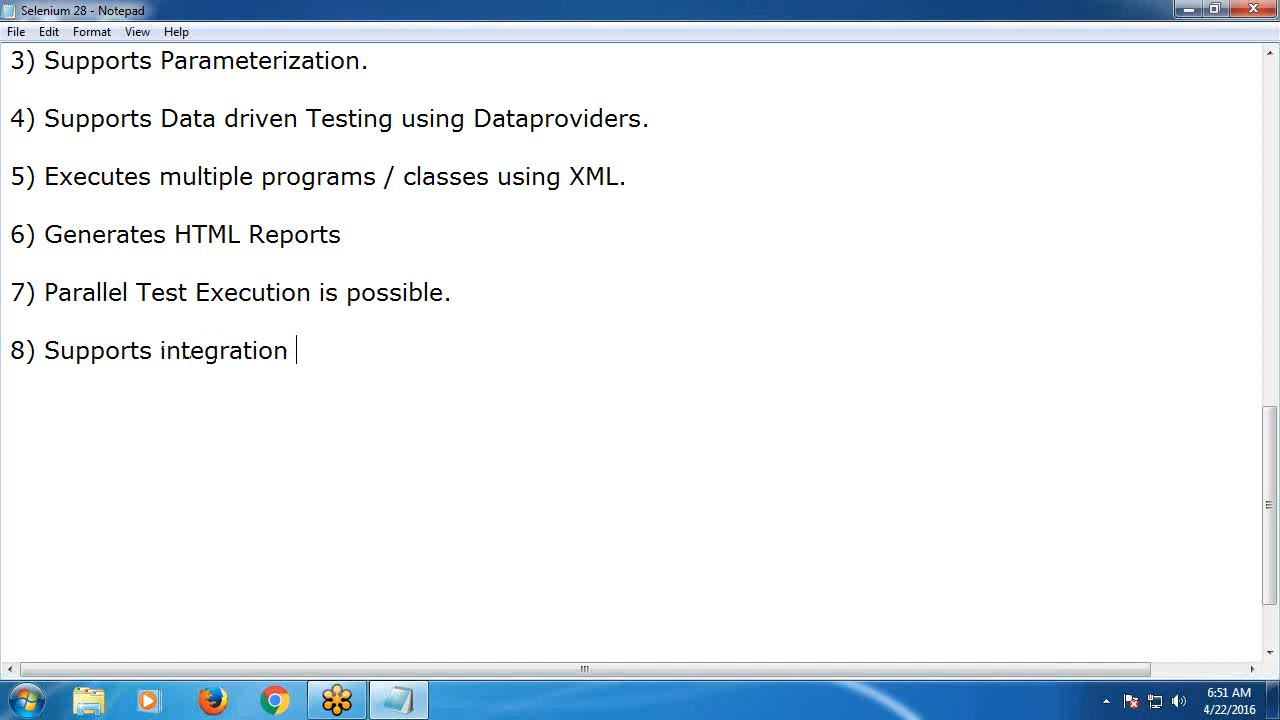 Selenium 28 - Notepad
File Edit Format View Help
3) Supports Parameterization.
4) Supports Data driven Testing using Dataproviders.
5) Executes multiple programs / classes using XML.
6) Generates HTML Reports
7) Parallel Test Execution is possible.
8) Supports integration
6:51 AM
4/22/2016